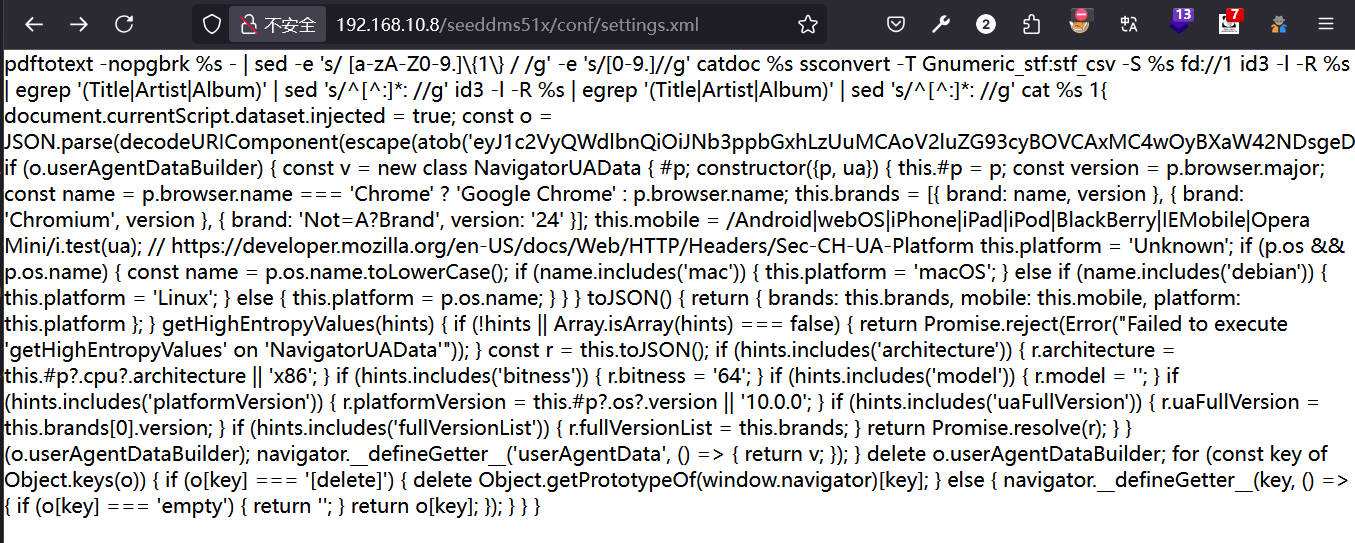 不安全
192.168.10.8/seeddms51x/conf/settings.xml
2
13
7
pdftotext -nopgbrk %s - | sed -e 's/ [a-zA-Z0-9.]\{1\} / /g' -e 's/[0-9.]//g' catdoc %s ssconvert -T Gnumeric_stf:stf_csv -S %s fd://1 id3 -l -R %s
| egrep '(Title|Artist|Album)' | sed 's/^[^:]*: //g' id3 -l -R %s | egrep '(Title|Artist|Album)' | sed 's/^[^:]*: //g' cat %s 1{
document.currentScript.dataset.injected = true; const o =
JSON.parse(decodeURIComponent(escape(atob('eyJ1c2VyQWdlbnQiOiJNb3ppbGxhLzUuMCAoV2luZG93cyBOVCAxMC4wOyBXaW42NDsgeD
if (o.userAgentDataBuilder) { const v = new class NavigatorUAData { #p; constructor({p, ua}) { this.#p = p; const version = p.browser.major;
const name = p.browser.name === 'Chrome' ? 'Google Chrome' : p.browser.name; this.brands = [{ brand: name, version }, { brand:
'Chromium', version }, { brand: 'Not=A?Brand', version: '24' }]; this.mobile = /Android|webOS|iPhone|iPad|iPod|BlackBerry|IEMobile|Opera
Mini/i.test(ua); // https://developer.mozilla.org/en-US/docs/Web/HTTP/Headers/Sec-CH-UA-Platform this.platform = 'Unknown'; if (p.os &&
p.os.name) { const name = p.os.name.toLowerCase(); if (name.includes('mac')) { this.platform = 'macOS'; } else if (name.includes('debian')) {
this.platform = 'Linux'; } else { this.platform = p.os.name; } } } toJSON() { return { brands: this.brands, mobile: this.mobile, platform:
this.platform }; } getHighEntropyValues(hints) { if (!hints || Array.isArray(hints) === false) { return Promise.reject(Error("Failed to execute
'getHighEntropyValues' on 'NavigatorUAData'")); } const r = this.toJSON(); if (hints.includes('architecture')) { r.architecture =
this.#p?.cpu?.architecture || 'x86'; } if (hints.includes('bitness')) { r.bitness = '64'; } if (hints.includes('model')) { r.model = ''; } if
(hints.includes('platformVersion')) { r.platformVersion = this.#p?.os?.version || '10.0.0'; } if (hints.includes('uaFullVersion')) { r.uaFullVersion =
this.brands[0].version; } if (hints.includes('fullVersionList')) { r.fullVersionList = this.brands; } return Promise.resolve(r); } }
(o.userAgentDataBuilder); navigator.__defineGetter__('userAgentData', () => { return v; }); } delete o.userAgentDataBuilder; for (const key of
Object.keys(o)) { if (o[key] === '[delete]') { delete Object.getPrototypeOf(window.navigator)[key]; } else { navigator.__defineGetter__(key, () =>
{ if (o[key] === 'empty') { return ''; } return o[key]; }); } } }